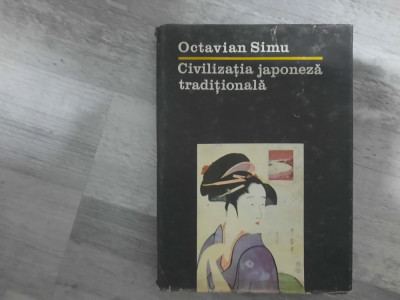 Octavian Simu
Civilizația japoneză
tradițională